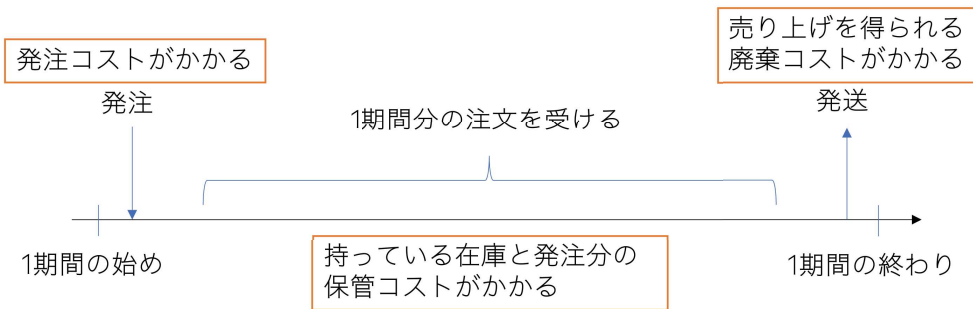 発注コストがかかる
発注
1期間分の注文を受ける
売り上げを得られる
廃棄コストがかかる
発送
1期間の始め
持っている在庫と発注分の
保管コストがかかる
1期間の終わり